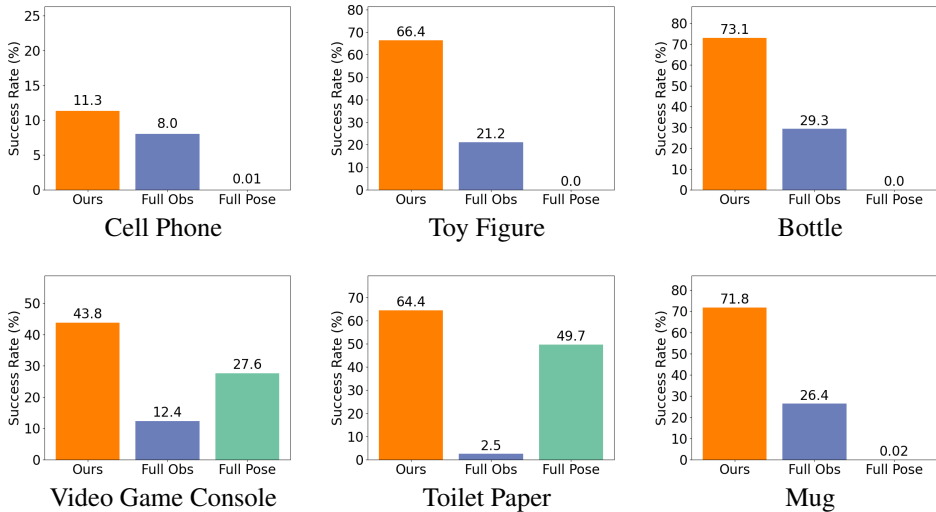 Success Rate (%)
25
20
15
10
5
0
11.3
8.0
0.01
Ours
Full Obs
Full Pose
Cell Phone
Success Rate (%)
80
70
60
50
40
30
20
10
0
66.4
21.2
0.0
Ours
Full Obs
Full Pose
Toy Figure
Success Rate (%)
80
70
60
50
40
30
20
10
0
73.1
29.3
0.0
Ours
Full Obs
Full Pose
Bottle
Success Rate (%)
50
40
30
20
10
0
43.8
12.4
27.6
Ours
Full Obs
Full Pose
Video Game Console
Success Rate (%)
70
60
50
40
30
20
10
0
64.4
2.5
49.7
Ours
Full Obs
Full Pose
Toilet Paper
Success Rate (%)
80
70
60
50
40
30
20
10
0
71.8
26.4
0.02
Ours
Full Obs
Full Pose
Mug